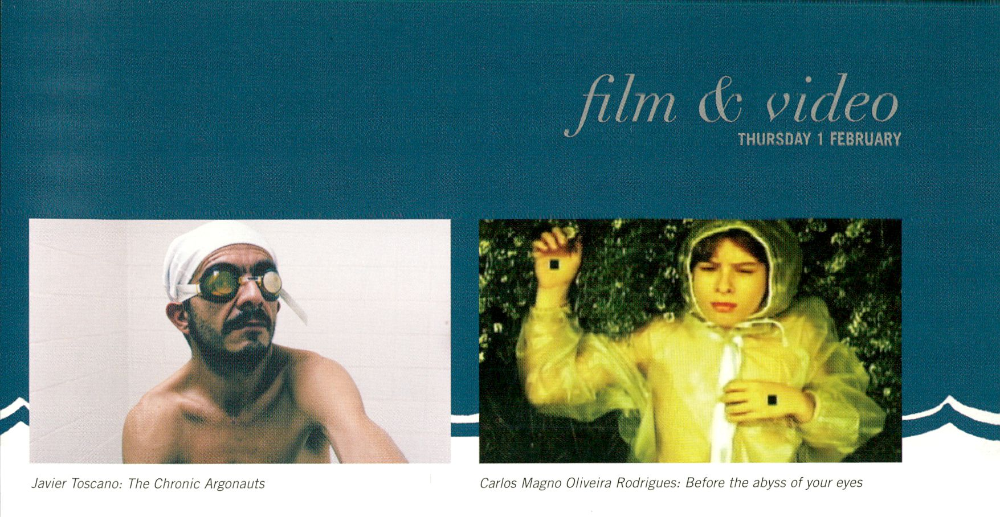 film & video
THURSDAY 1 FEBRUARY
Javier Toscano: The Chronic Argonauts
Carlos Magno Oliveira Rodrigues: Before the abyss of your eyes